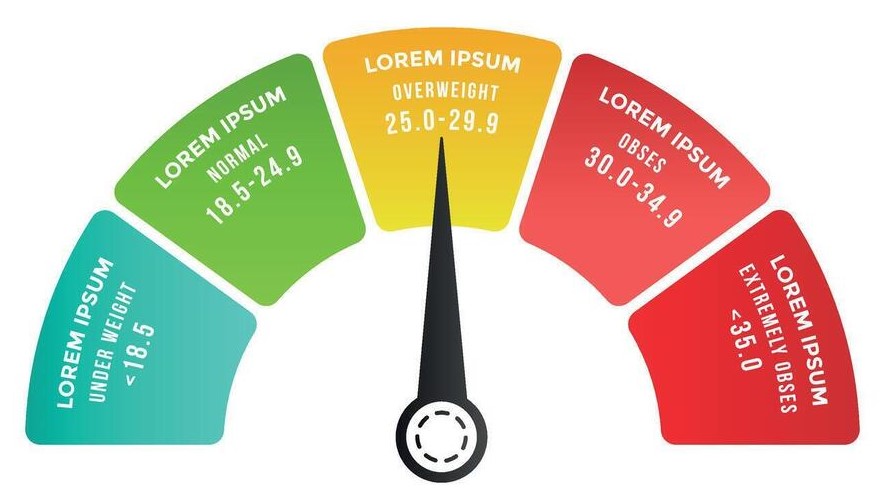 LOREM IPSUM
UNDER WEIGHT
<18.5
LOREM IPSUM
NORMAL
18.5-24.9
LOREM IPSUM
OVERWEIGHT
25.0-29.9
LOREM IPSUM
OBSES
30.0-34.9
LOREM IPSUM
EXTREMELY OBSES
<35.0